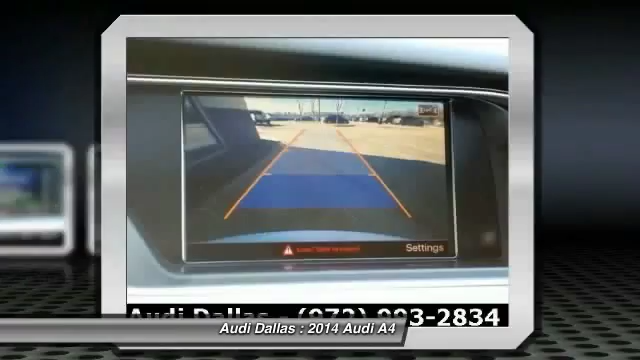 Settings
Audi Dallas - (972) 993-2834
Audi Dallas : 2014 Audi A4